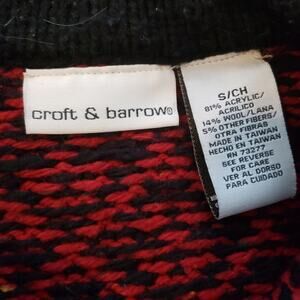 croft & barrow®
S/CH
81% ACRYLIC/
ACRILICO
14% WOOL/LANA
5% OTHER FIBERS/
OTRA FIBRAS
MADE IN TAIWAN
HECHO EN TAIWAN
RN 73277
SEE REVERSE
FOR CARE
VER AL DORSO
PARA CUIDADO